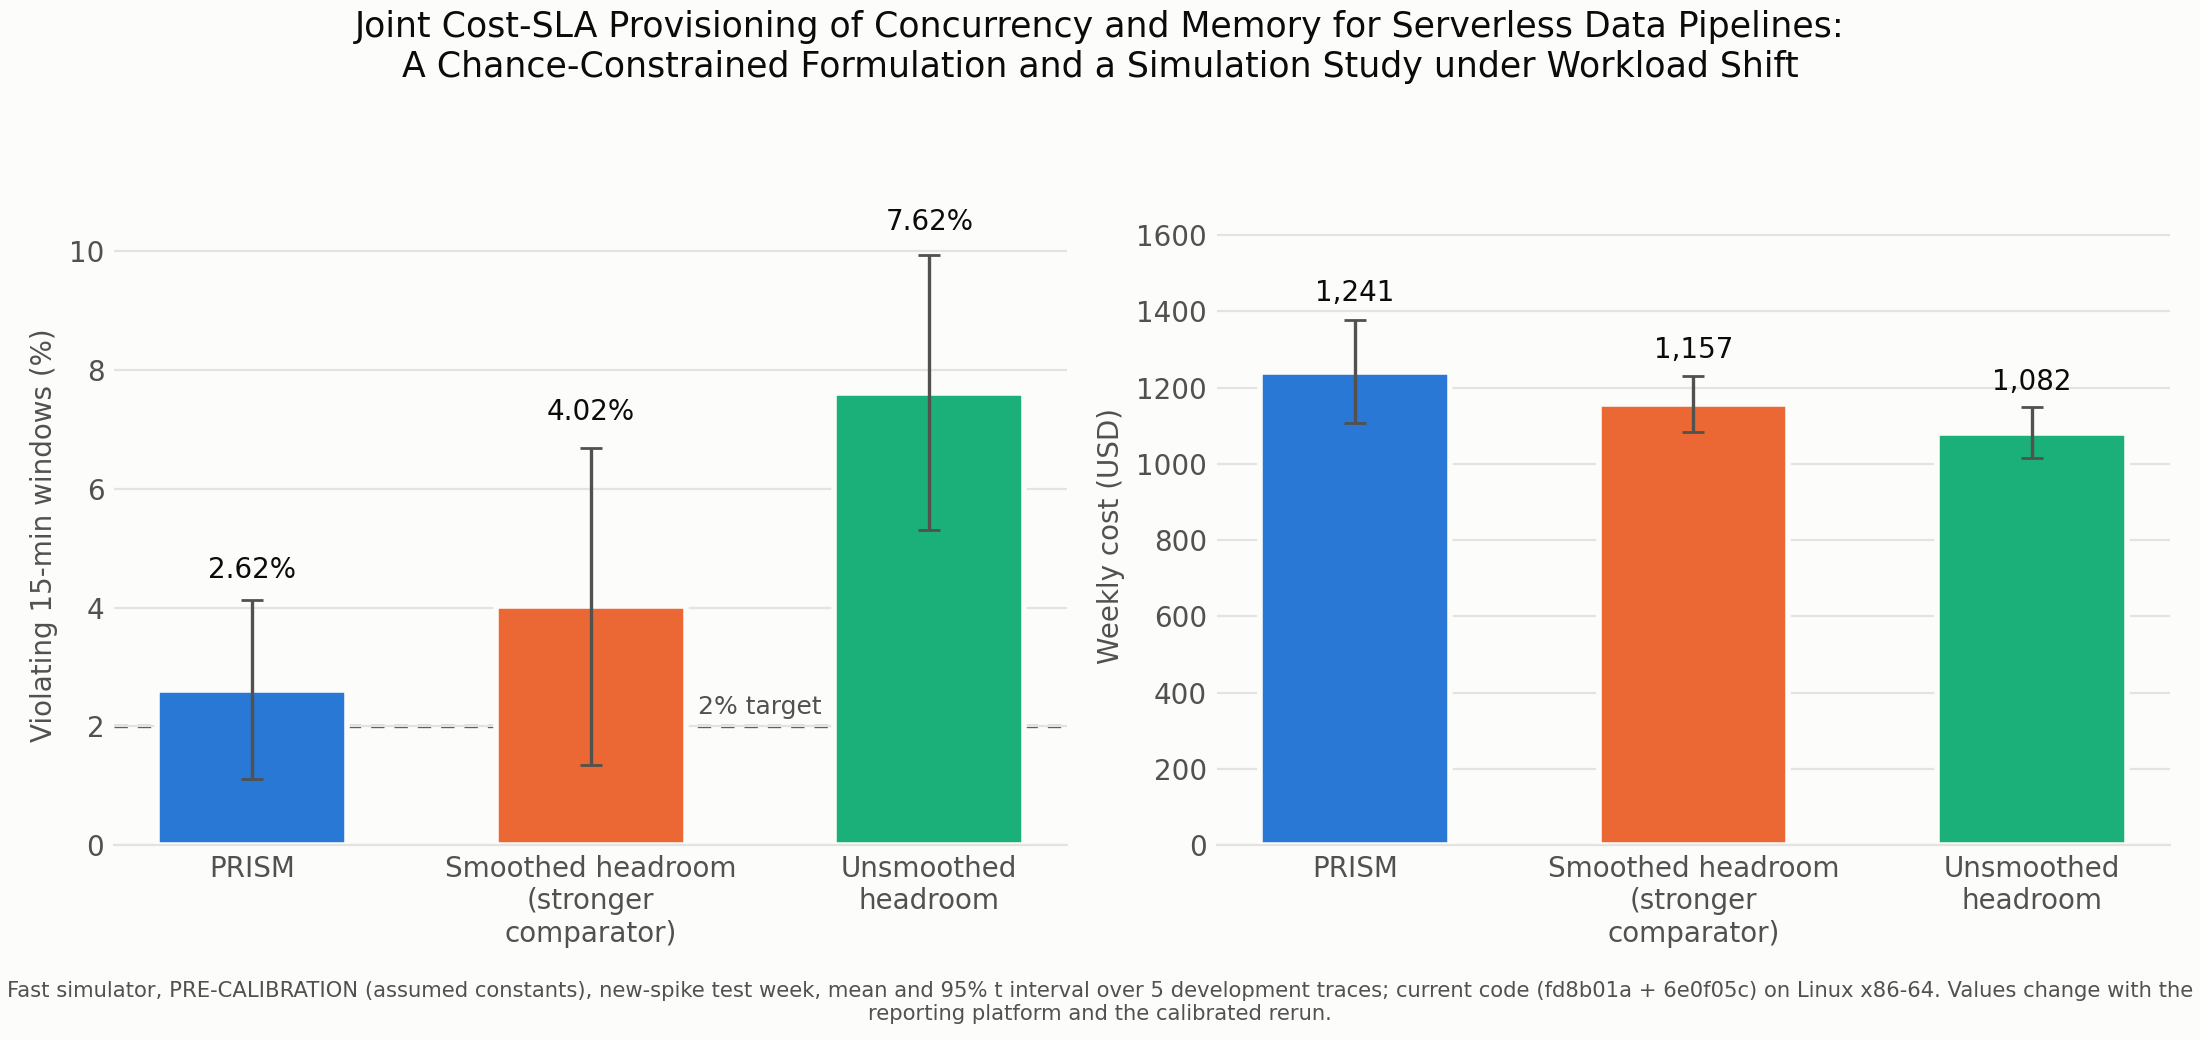 Joint Cost-SLA Provisioning of Concurrency and Memory for Serverless Data Pipelines:
A Chance-Constrained Formulation and a Simulation Study under Workload Shift
Violating 15-min windows (%)
10
8
6
4
2
0
2.62%
4.02%
7.62%
2% target
PRISM
Smoothed headroom
(stronger
comparator)
Unsmoothed
headroom
Weekly cost (USD)
1600
1400
1200
1000
800
600
400
200
0
1,241
1,157
1,082
PRISM
Smoothed headroom
(stronger
comparator)
Unsmoothed
headroom
Fast simulator, PRE-CALIBRATION (assumed constants), new-spike test week, mean and 95% t interval over 5 development traces; current code (fd8b01a + 6e0f05c) on Linux x86-64. Values change with the
reporting platform and the calibrated rerun.